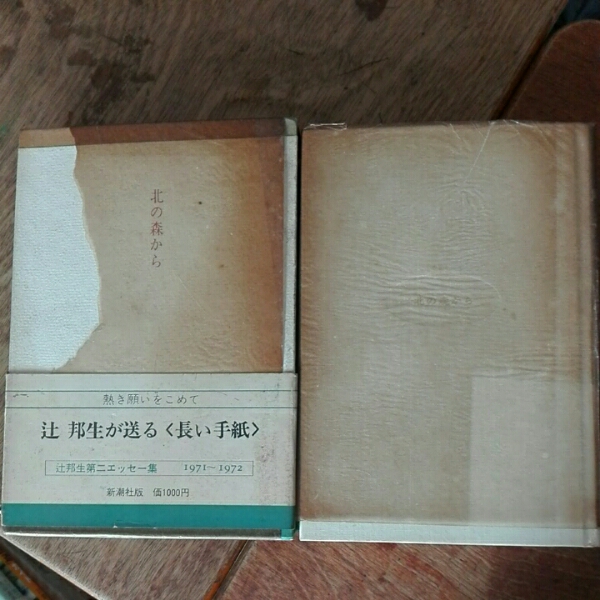 北の森から
熱き願いをこめて
辻 邦生が送る〈長い手紙〉
辻邦生第二エッセー集 1971〜1972
新潮社版 価1000円